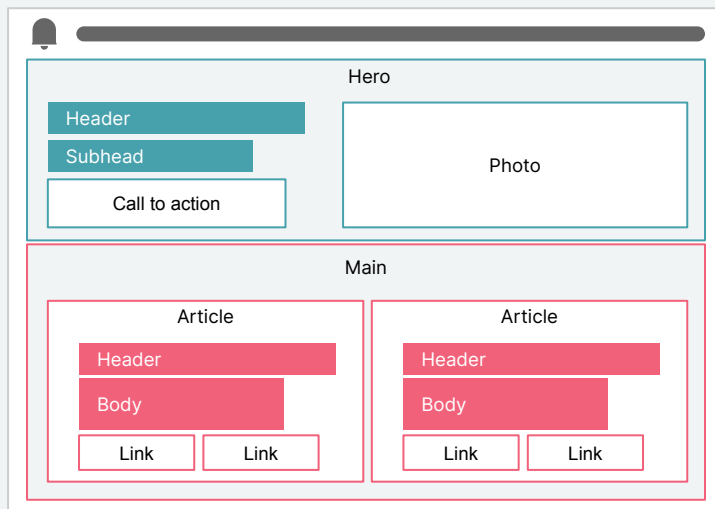 Hero
Header
Subhead
Call to action
Photo
Main
Article
Header
Body
Link Link
Article
Header
Body
Link Link